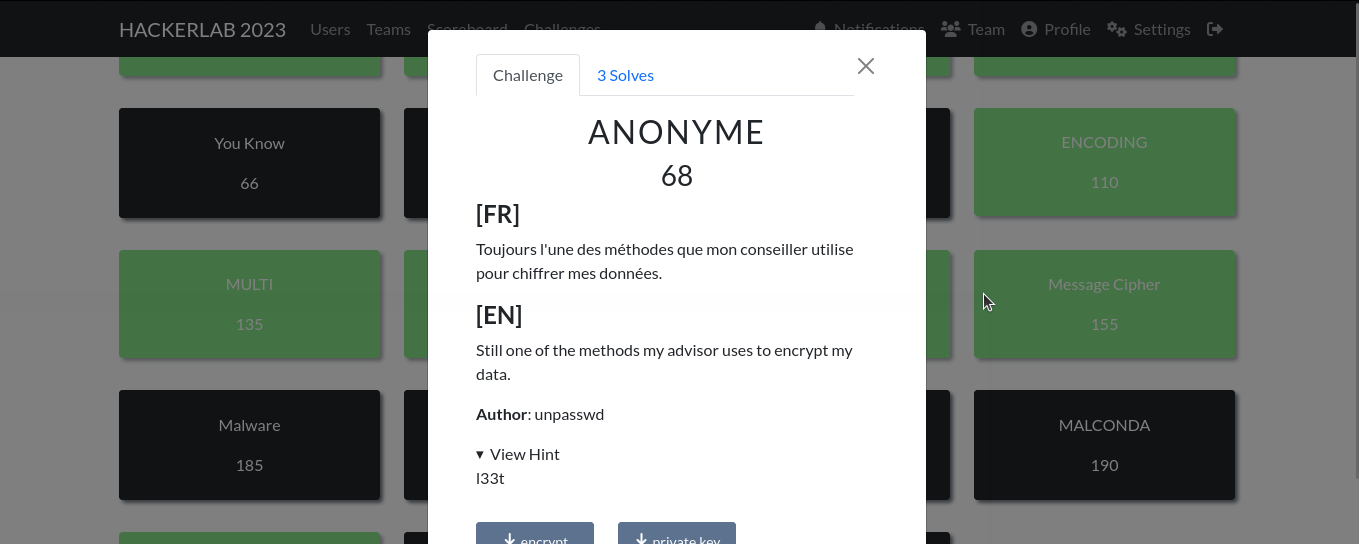 HACKERLAB 2023 Users Teams Scoreboard Challenges Notifications Team Profile Settings
Challenge 3 Solves
ANONYME
68
[FR]
Toujours l'une des méthodes que mon conseiller utilise
pour chiffrer mes données.
[EN]
Still one of the methods my advisor uses to encrypt my
data.
Author: unpasswd
▾ View Hint
l33t
encrypt private key
You Know
66
ENCODING
110
MULTI
135
Message Cipher
155
Malware
185
MALCONDA
190